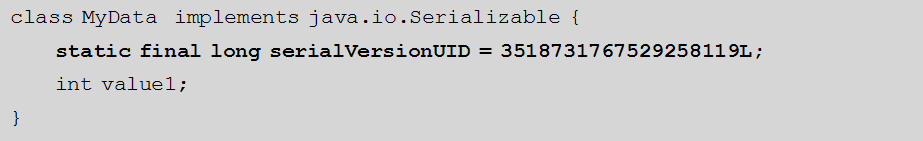 class MyData implements java.io.Serializable {
static final long serialVersionUID = 3518731767529258119L;
int value1;
}